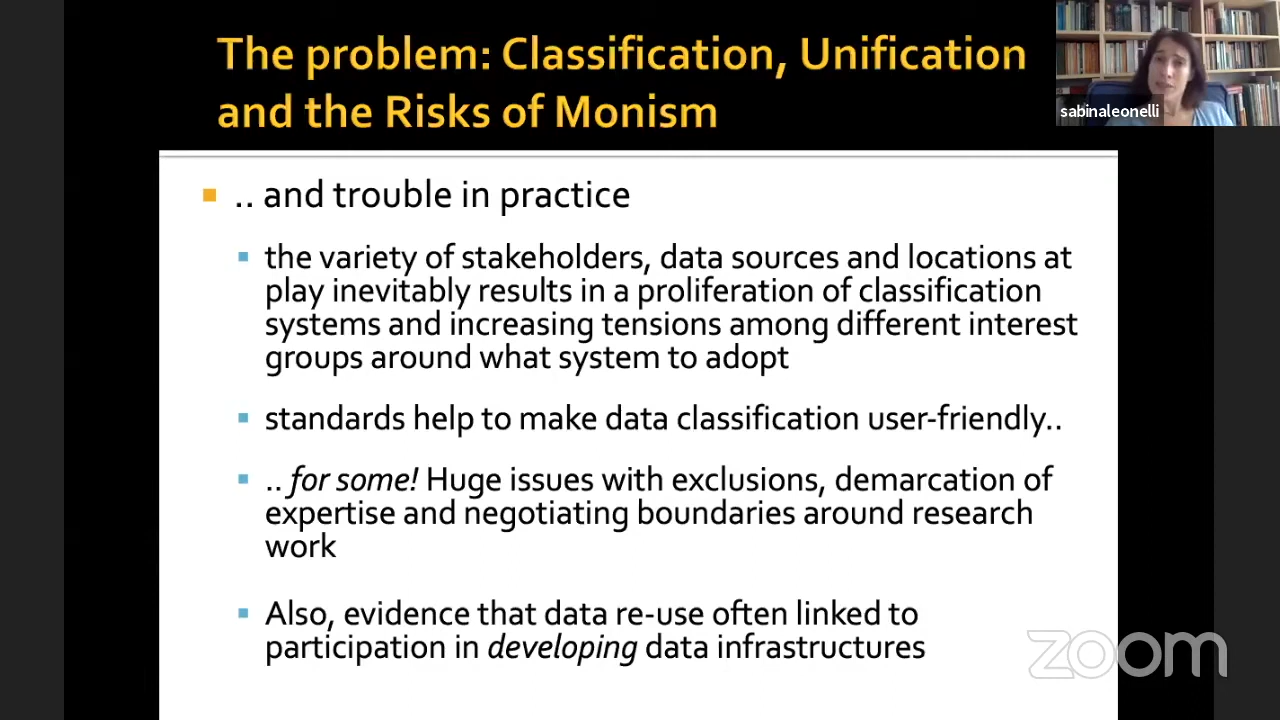 The problem: Classification, Unification
and the Risks of Monism
sabinaleonelli
.. and trouble in practice
the variety of stakeholders, data sources and locations at
play inevitably results in a proliferation of classification
systems and increasing tensions among different interest
groups around what system to adopt
standards help to make data classification user-friendly..
.. for some! Huge issues with exclusions, demarcation of
expertise and negotiating boundaries around research
work
Also, evidence that data re-use often linked to
participation in developing data infrastructures
zoom